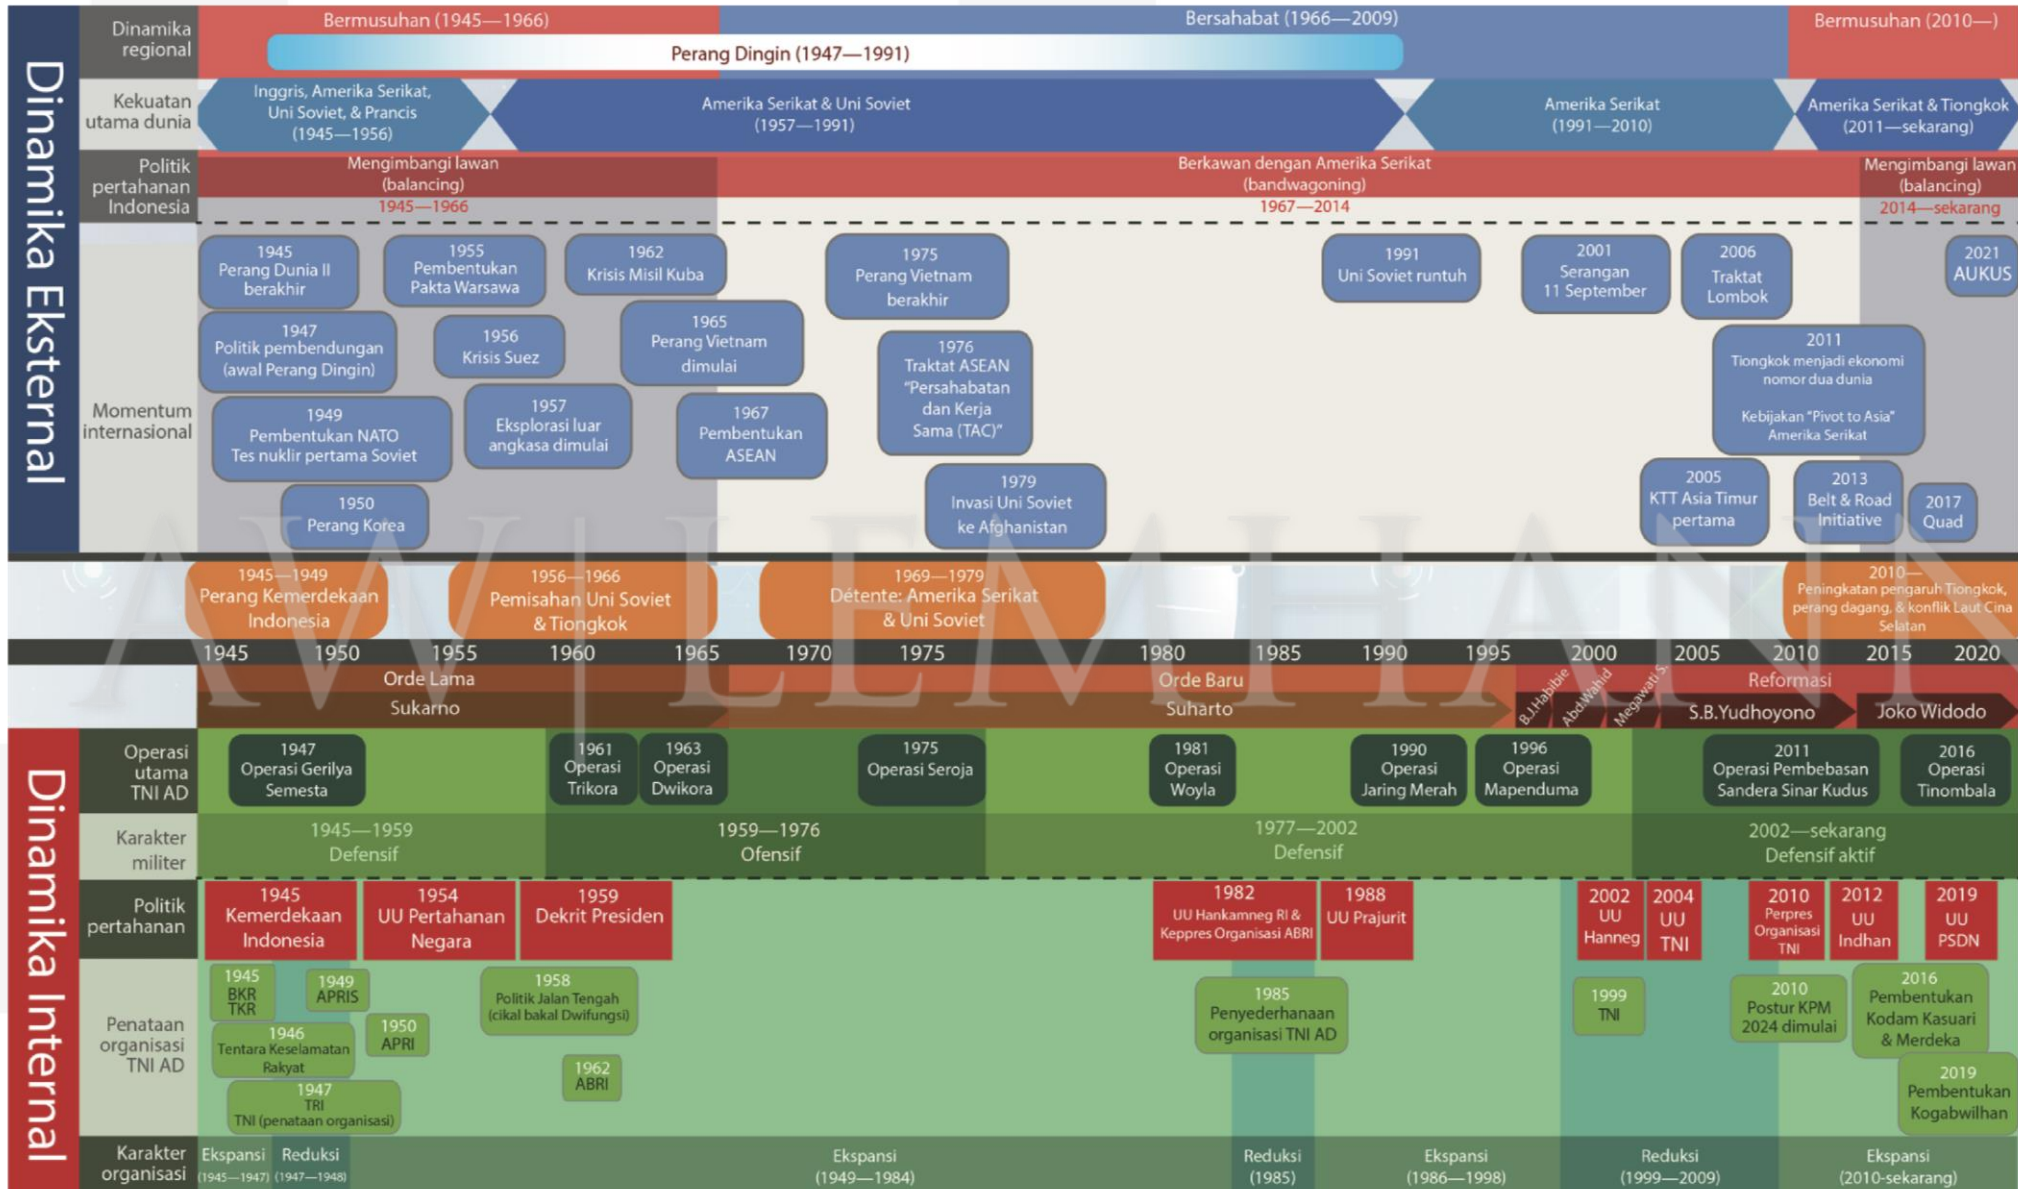 Dinamika Eksternal
Dinamika
regional
Bermusuhan (1945—1966)
Bersahabat (1966—2009)
Bermusuhan (2010—)
Perang Dingin (1947—1991)
Kekuatan
utama dunia
Inggris, Amerika Serikat,
Uni Soviet, & Prancis
(1945—1956)
Amerika Serikat & Uni Soviet
(1957—1991)
Amerika Serikat
(1991—2010)
Amerika Serikat & Tiongkok
(2011—sekarang)
Politik
pertahanan
Indonesia
Mengimbangi lawan
(balancing)
1945—1966
Berkawan dengan Amerika Serikat
(bandwagoning)
1967—2014
Mengimbangi lawan
(balancing)
2014—sekarang
Momentum
internasional
1945
Perang Dunia II
berakhir
1955
Pembentukan
Pakta Warsawa
1962
Krisis Misil Kuba
1975
Perang Vietnam
berakhir
1991
Uni Soviet runtuh
2001
Serangan
11 September
2006
Traktat
Lombok
2021
AUKUS
1947
Politik pembendungan
(awal Perang Dingin)
1956
Krisis Suez
1965
Perang Vietnam
dimulai
1976
Traktat ASEAN
"Persahabatan
dan Kerja
Sama (TAC)"
2011
Tiongkok menjadi ekonomi
nomor dua dunia
Kebijakan "Pivot to Asia"
Amerika Serikat
1949
Pembentukan NATO
Tes nuklir pertama Soviet
1957
Eksplorasi luar
angkasa dimulai
1967
Pembentukan
ASEAN
1950
Perang Korea
1979
Invasi Uni Soviet
ke Afghanistan
2005
KTT Asia Timur
pertama
2013
Belt & Road
Initiative
2017
Quad
AW | LEMHANN
1945—1949
Perang Kemerdekaan
Indonesia
1956—1966
Pemisahan Uni Soviet
& Tiongkok
1969—1979
Détente: Amerika Serikat
& Uni Soviet
2010—
Peningkatan pengaruh Tiongkok,
perang dagang, & konflik Laut Cina
Selatan
1945 1950 1955 1960 1965 1970 1975 1980 1985 1990 1995 2000 2005 2010 2015 2020
Orde Lama
Orde Baru
Reformasi
Sukarno
Suharto
B.J.Habibie
Abd.Wahid
Megawati S.
S.B.Yudhoyono
Joko Widodo
Dinamika Internal
Operasi
utama
TNI AD
1947
Operasi Gerilya
Semesta
1961
Operasi
Trikora
1963
Operasi
Dwikora
1975
Operasi Seroja
1981
Operasi
Woyla
1990
Operasi
Jaring Merah
1996
Operasi
Mapenduma
2011
Operasi Pembebasan
Sandera Sinar Kudus
2016
Operasi
Tinombala
Karakter
militer
1945—1959
Defensif
1959—1976
Ofensif
1977—2002
Defensif
2002—sekarang
Defensif aktif
Politik
pertahanan
1945
Kemerdekaan
Indonesia
1954
UU Pertahanan
Negara
1959
Dekrit Presiden
1982
UU Hankamneg RI &
Keppres Organisasi ABRI
1988
UU Prajurit
2002
UU
Hanneg
2004
UU
TNI
2010
Perpres
Organisasi
TNI
2012
UU
Indhan
2019
UU
PSDN
Penataan
organisasi
TNI AD
1945
BKR
TKR
1949
APRIS
1946
Tentara Keselamatan
Rakyat
1950
APRI
1947
TRI
TNI (penataan organisasi)
1958
Politik Jalan Tengah
(cikal bakal Dwifungsi)
1962
ABRI
1985
Penyederhanaan
organisasi TNI AD
1999
TNI
2010
Postur KPM
2024 dimulai
2016
Pembentukan
Kodam Kasuari
& Merdeka
2019
Pembentukan
Kogabwilhan
Karakter
organisasi
Ekspansi
(1945—1947)
Reduksi
(1947—1948)
Ekspansi
(1949—1984)
Reduksi
(1985)
Ekspansi
(1986—1998)
Reduksi
(1999—2009)
Ekspansi
(2010-sekarang)